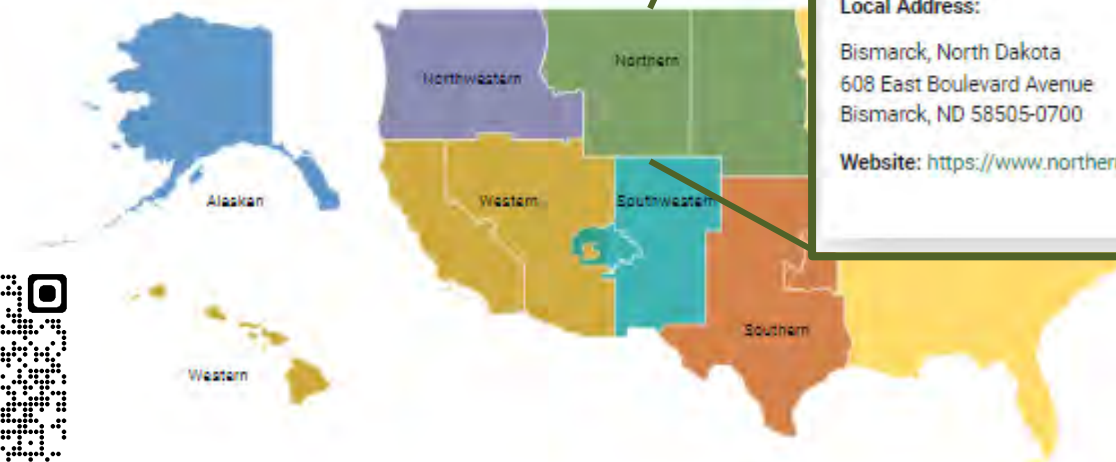 Local Address:
Bismarck, North Dakota
608 East Boulevard Avenue
Bismarck, ND 58505-0700
Website: https://www.northern
Northern
Northwestern
Alaskan
Western
Southwestern
Southern
Western